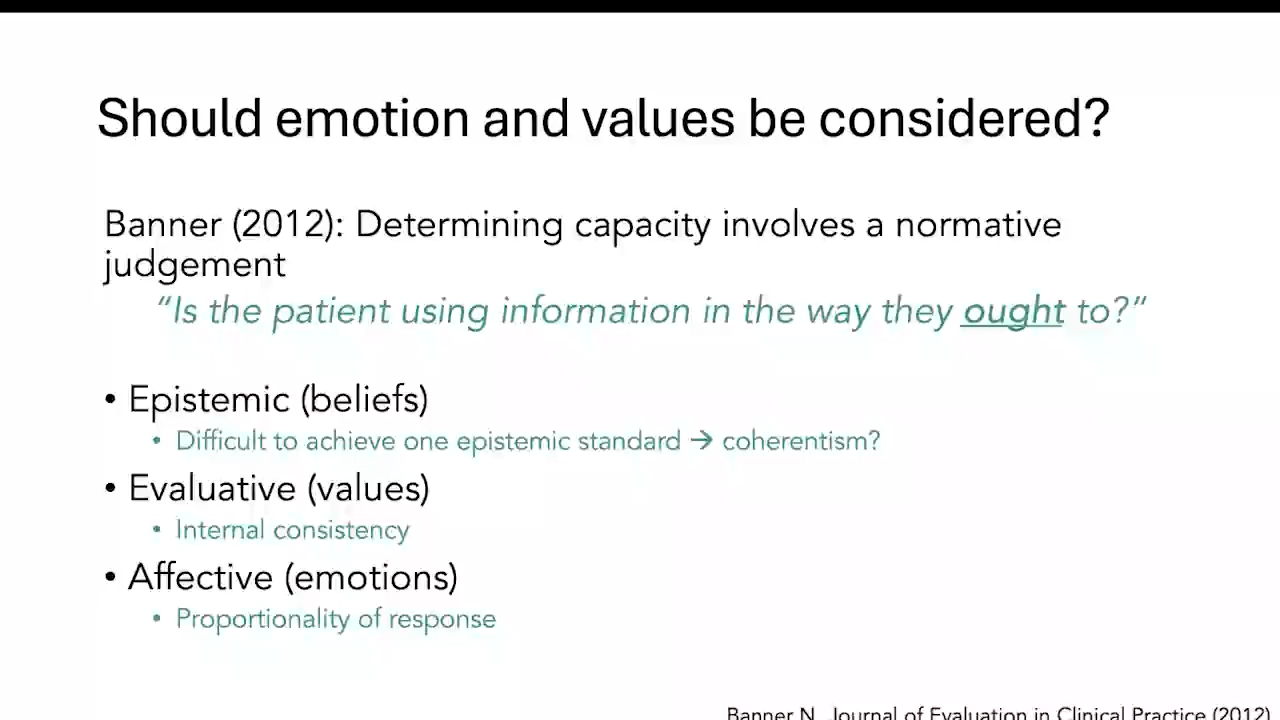 Should emotion and values be considered?
Banner (2012): Determining capacity involves a normative
judgement
“Is the patient using information in the way they ought to?”
• Epistemic (beliefs)
• Difficult to achieve one epistemic standard → coherentism?
• Evaluative (values)
• Internal consistency
• Affective (emotions)
• Proportionality of response
Banner N. Journal of Evaluation in Clinical Practice (2012)